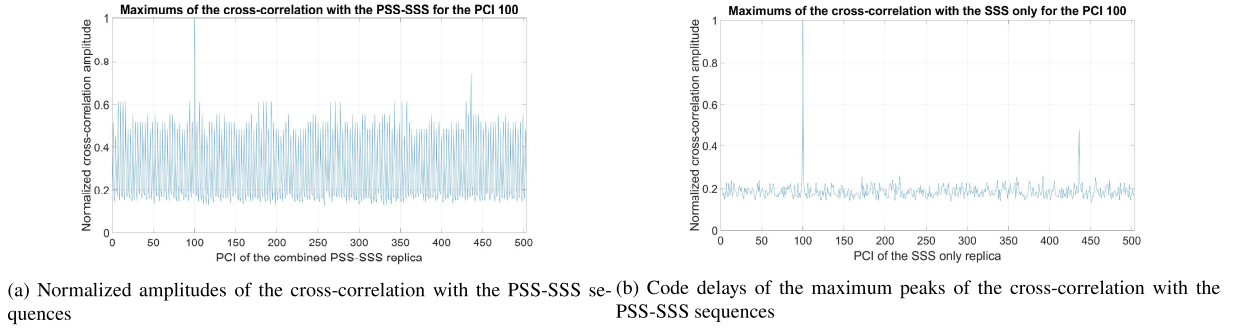 Maximums of the cross-correlation with the PSS-SSS for the PCI 100
Normalized cross-correlation amplitude
1
0.8
0.6
0.4
0.2
0
0 50 100 150 200 250 300 350 400 450 500
PCI of the combined PSS-SSS replica
(a) Normalized amplitudes of the cross-correlation with the PSS-SSS se-
quences
Maximums of the cross-correlation with the SSS only for the PCI 100
Normalized cross-correlation amplitude
1
0.8
0.6
0.4
0.2
0
0 50 100 150 200 250 300 350 400 450 500
PCI of the SSS only replica
(b) Code delays of the maximum peaks of the cross-correlation with the
PSS-SSS sequences